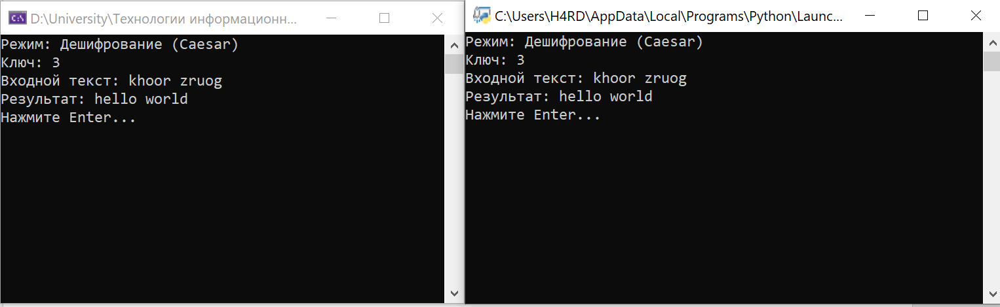 D:\University\Технологии информационн...
Режим: Дешифрование (Caesar)
Ключ: 3
Входной текст: khoor zruog
Результат: hello world
Нажмите Enter...
C:\Users\H4RD\AppData\Local\Programs\Python\Launc...
Режим: Дешифрование (Caesar)
Ключ: 3
Входной текст: khoor zruog
Результат: hello world
Нажмите Enter...